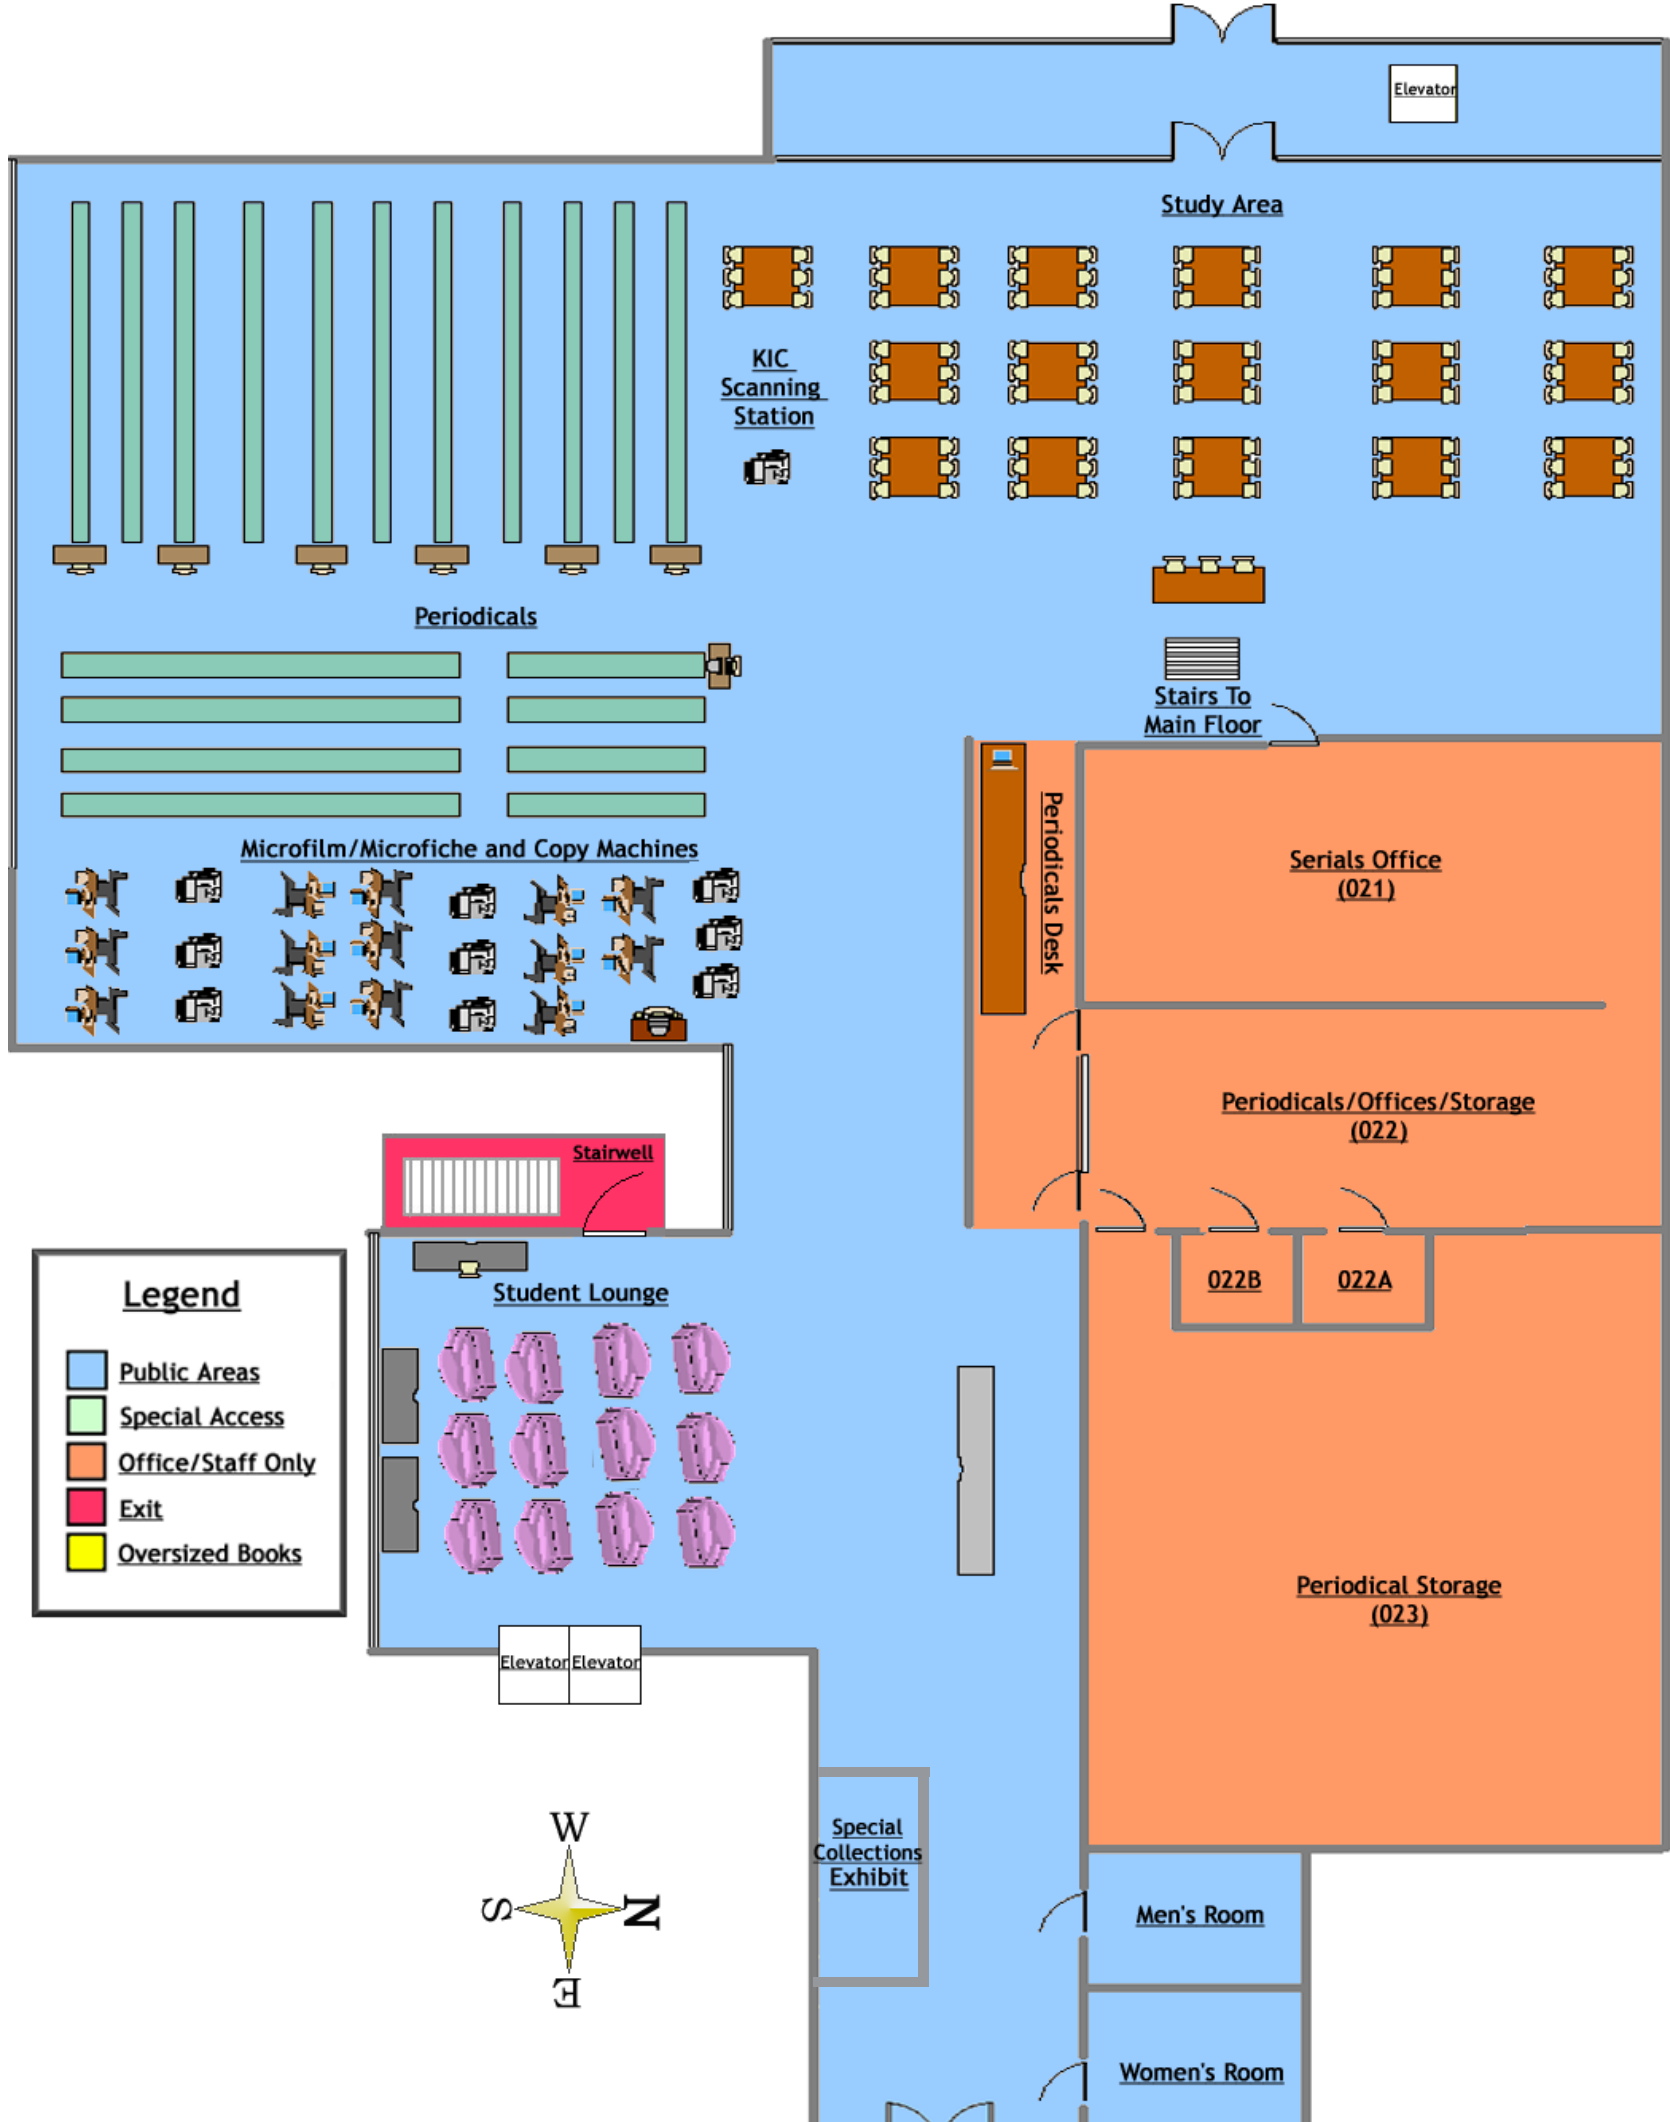 Elevator
Study Area
KIC
Scanning
Station
Periodicals
Stairs To
Main Floor
Microfilm/Microfiche and Copy Machines
Periodicals Desk
Serials Office
(021)
Periodicals/Offices/Storage
(022)
Stairwell
022B
022A
Student Lounge
Legend
Public Areas
Special Access
Office/Staff Only
Exit
Oversized Books
Periodical Storage
(023)
Elevator
Elevator
Special
Collections
Exhibit
W
S
N
E
Men's Room
Women's Room